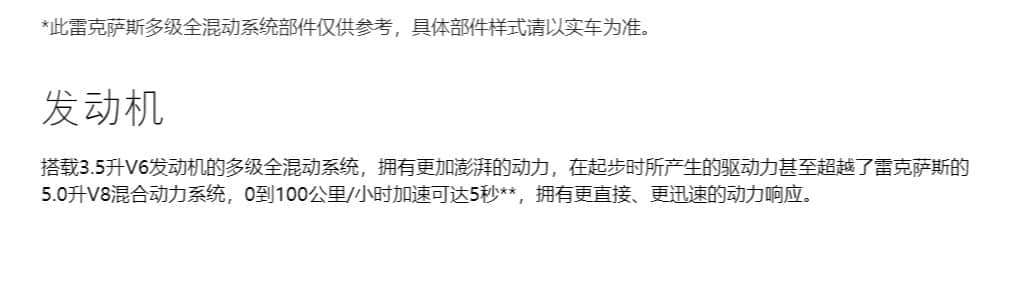 *此雷克萨斯多级全混动系统部件仅供参考，具体部件样式请以实车为准。
发动机
搭载3.5升V6发动机的多级全混动系统，拥有更加澎湃的动力，在起步时所产生的驱动力甚至超越了雷克萨斯的
5.0升V8混合动力系统，0到100公里/小时加速可达5秒**，拥有更直接、更迅速的动力响应。